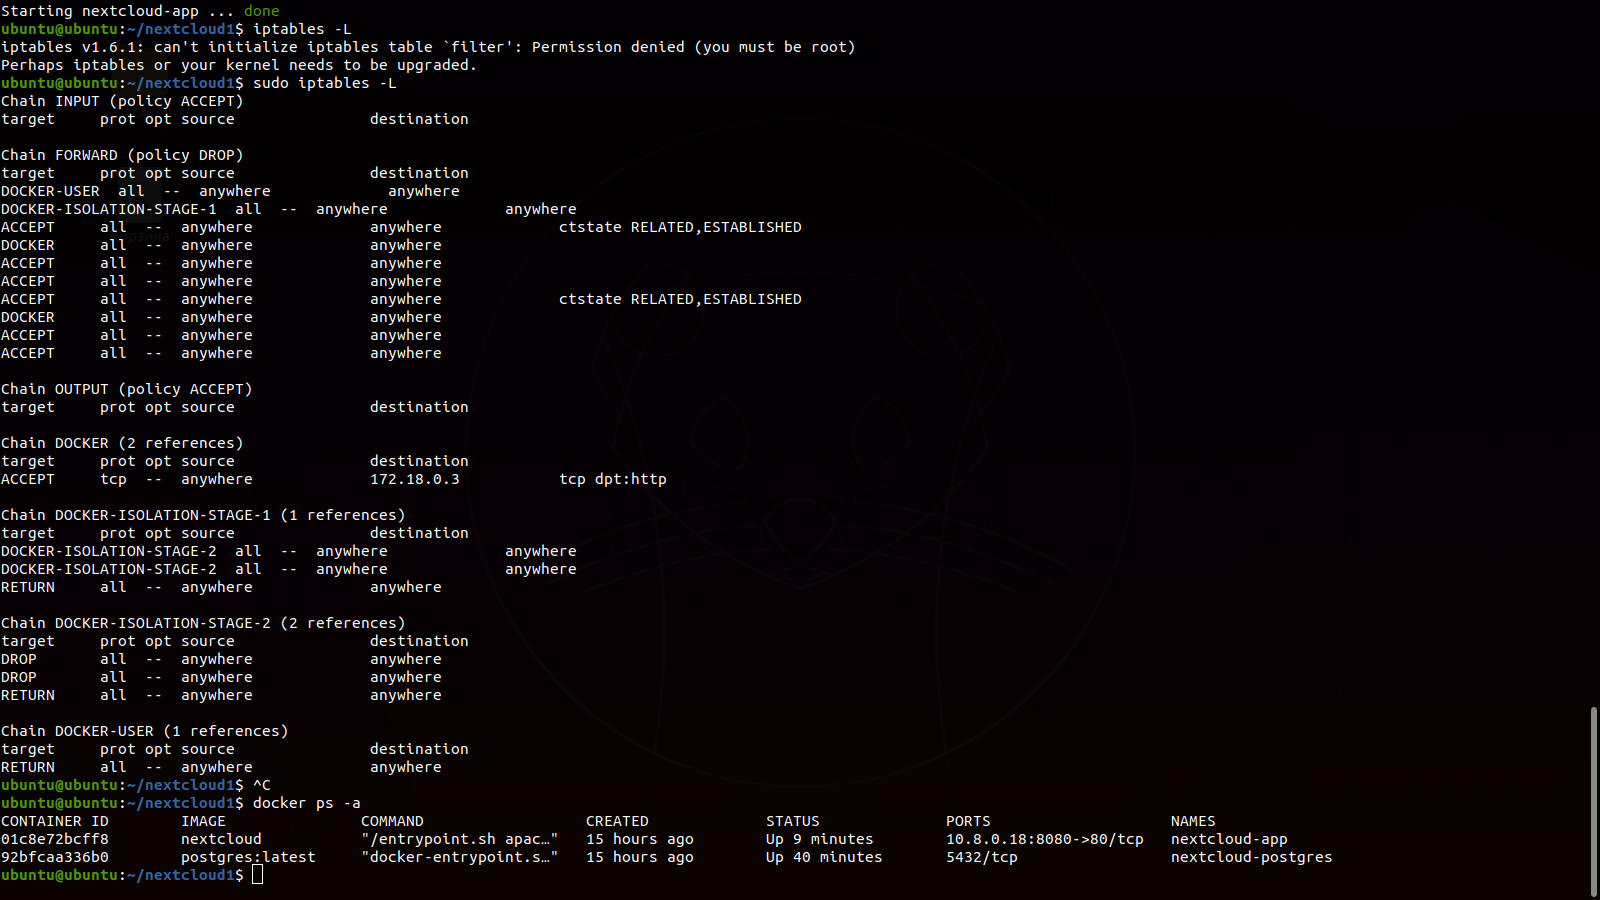 Starting nextcloud-app ... done
ubuntu@ubuntu:~/nextcloud1$ iptables -L
iptables v1.6.1: can't initialize iptables table `filter': Permission denied (you must be root)
Perhaps iptables or your kernel needs to be upgraded.
ubuntu@ubuntu:~/nextcloud1$ sudo iptables -L
Chain INPUT (policy ACCEPT)
target     prot opt source               destination

Chain FORWARD (policy DROP)
target     prot opt source               destination
DOCKER-USER  all  --  anywhere             anywhere
DOCKER-ISOLATION-STAGE-1  all  --  anywhere             anywhere
ACCEPT     all  --  anywhere             anywhere             ctstate RELATED,ESTABLISHED
DOCKER     all  --  anywhere             anywhere
ACCEPT     all  --  anywhere             anywhere
ACCEPT     all  --  anywhere             anywhere
ACCEPT     all  --  anywhere             anywhere             ctstate RELATED,ESTABLISHED
DOCKER     all  --  anywhere             anywhere
ACCEPT     all  --  anywhere             anywhere
ACCEPT     all  --  anywhere             anywhere

Chain OUTPUT (policy ACCEPT)
target     prot opt source               destination

Chain DOCKER (2 references)
target     prot opt source               destination
ACCEPT     tcp  --  anywhere             172.18.0.3           tcp dpt:http

Chain DOCKER-ISOLATION-STAGE-1 (1 references)
target     prot opt source               destination
DOCKER-ISOLATION-STAGE-2  all  --  anywhere             anywhere
DOCKER-ISOLATION-STAGE-2  all  --  anywhere             anywhere
RETURN     all  --  anywhere             anywhere

Chain DOCKER-ISOLATION-STAGE-2 (2 references)
target     prot opt source               destination
DROP       all  --  anywhere             anywhere
DROP       all  --  anywhere             anywhere
RETURN     all  --  anywhere             anywhere

Chain DOCKER-USER (1 references)
target     prot opt source               destination
RETURN     all  --  anywhere             anywhere
ubuntu@ubuntu:~/nextcloud1$ ^C
ubuntu@ubuntu:~/nextcloud1$ docker ps -a
CONTAINER ID        IMAGE               COMMAND                  CREATED             STATUS              PORTS                    NAMES
01c8e72bcff8        nextcloud           "/entrypoint.sh apac…"   15 hours ago        Up 9 minutes        10.8.0.18:8080->80/tcp   nextcloud-app
92bfcaa336b0        postgres:latest     "docker-entrypoint.s…"   15 hours ago        Up 40 minutes       5432/tcp                 nextcloud-postgres
ubuntu@ubuntu:~/nextcloud1$